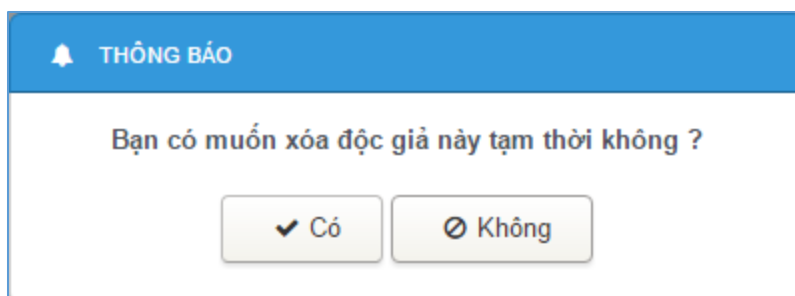 THÔNG BÁO
Bạn có muốn xóa độc giả này tạm thời không ?
Có
Không